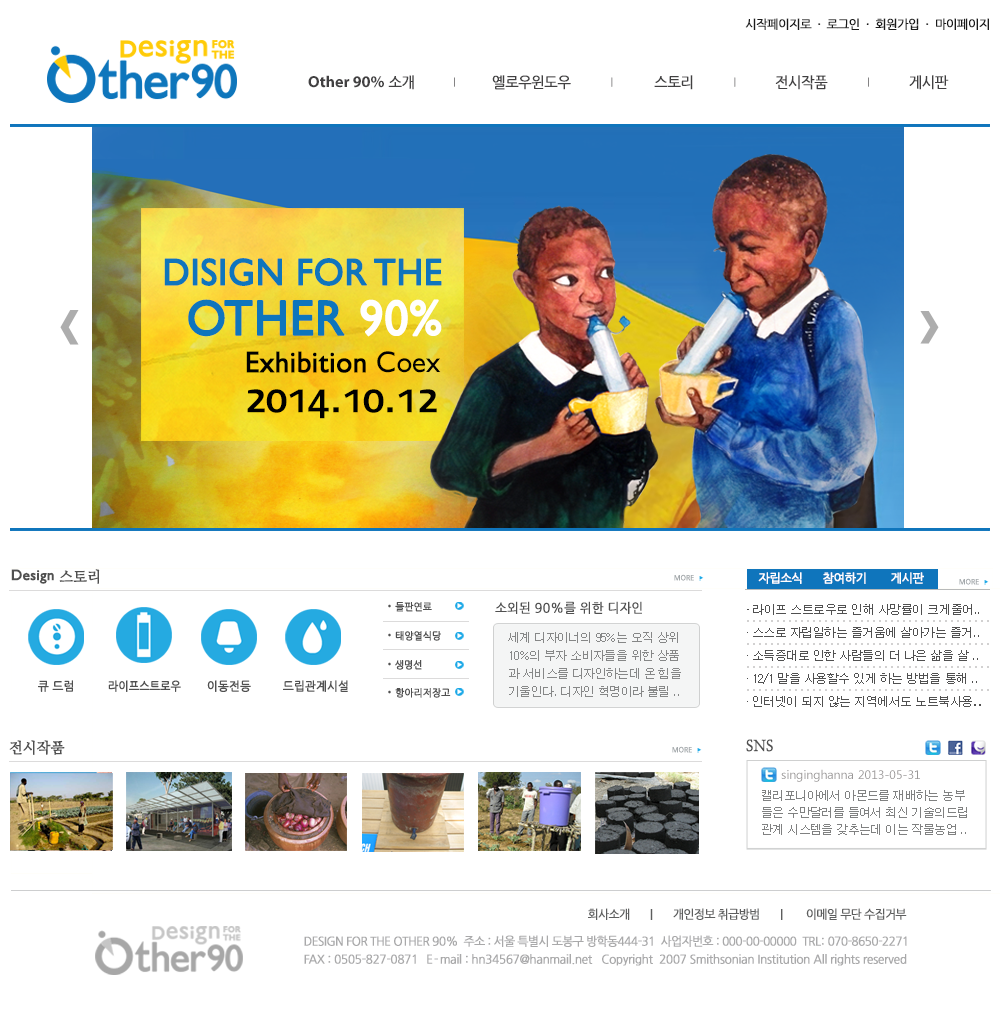 시작페이지로 · 로그인 · 회원가입 · 마이페이지
Design FOR THE
Other90
Other 90% 소개 | 옐로우윈도우 | 스토리 | 전시작품 | 게시판
DISIGN FOR THE
OTHER 90%
Exhibition Coex
2014.10.12
Design 스토리
MORE
큐 드럼
라이프스트로우
이동전등
드립관계시설
· 들판연료
· 태양열식당
· 생명선
· 항아리저장고
소외된 90%를 위한 디자인
세계 디자이너의 95%는 오직 상위
10%의 부자 소비자들을 위한 상품
과 서비스를 디자인하는데 온 힘을
기울인다. 디자인 혁명이라 불릴 ..
자립소식 참여하기 게시판
MORE
· 라이프 스트로우로 인해 사망률이 크게줄어..
· 스스로 자립일하는 즐거움에 살아가는 즐거..
· 소득증대로 인한 사람들의 더 나은 삶을 살 ..
· 12/1 말을 사용할수 있게 하는 방법을 통해 ..
· 인터넷이 되지 않는 지역에서도 노트북사용..
전시작품
MORE
SNS
singinghanna 2013-05-31
캘리포니아에서 아몬드를 재배하는 농부
들은 수만달러를 들여서 최신 기술의드립
관계 시스템을 갖추는데 이는 작물농업 ..
회사소개 | 개인정보 취급방범 | 이메일 무단 수집거부
Design FOR THE
Other90
DESIGN FOR THE OTHER 90% 주소 : 서울 특별시 도봉구 방학동444-31 사업자번호 : 000-00-00000 TRL: 070-8650-2271
FAX : 0505-827-0871 E-mail : hn34567@hanmail.net Copyright 2007 Smithsonian Institution All rights reserved